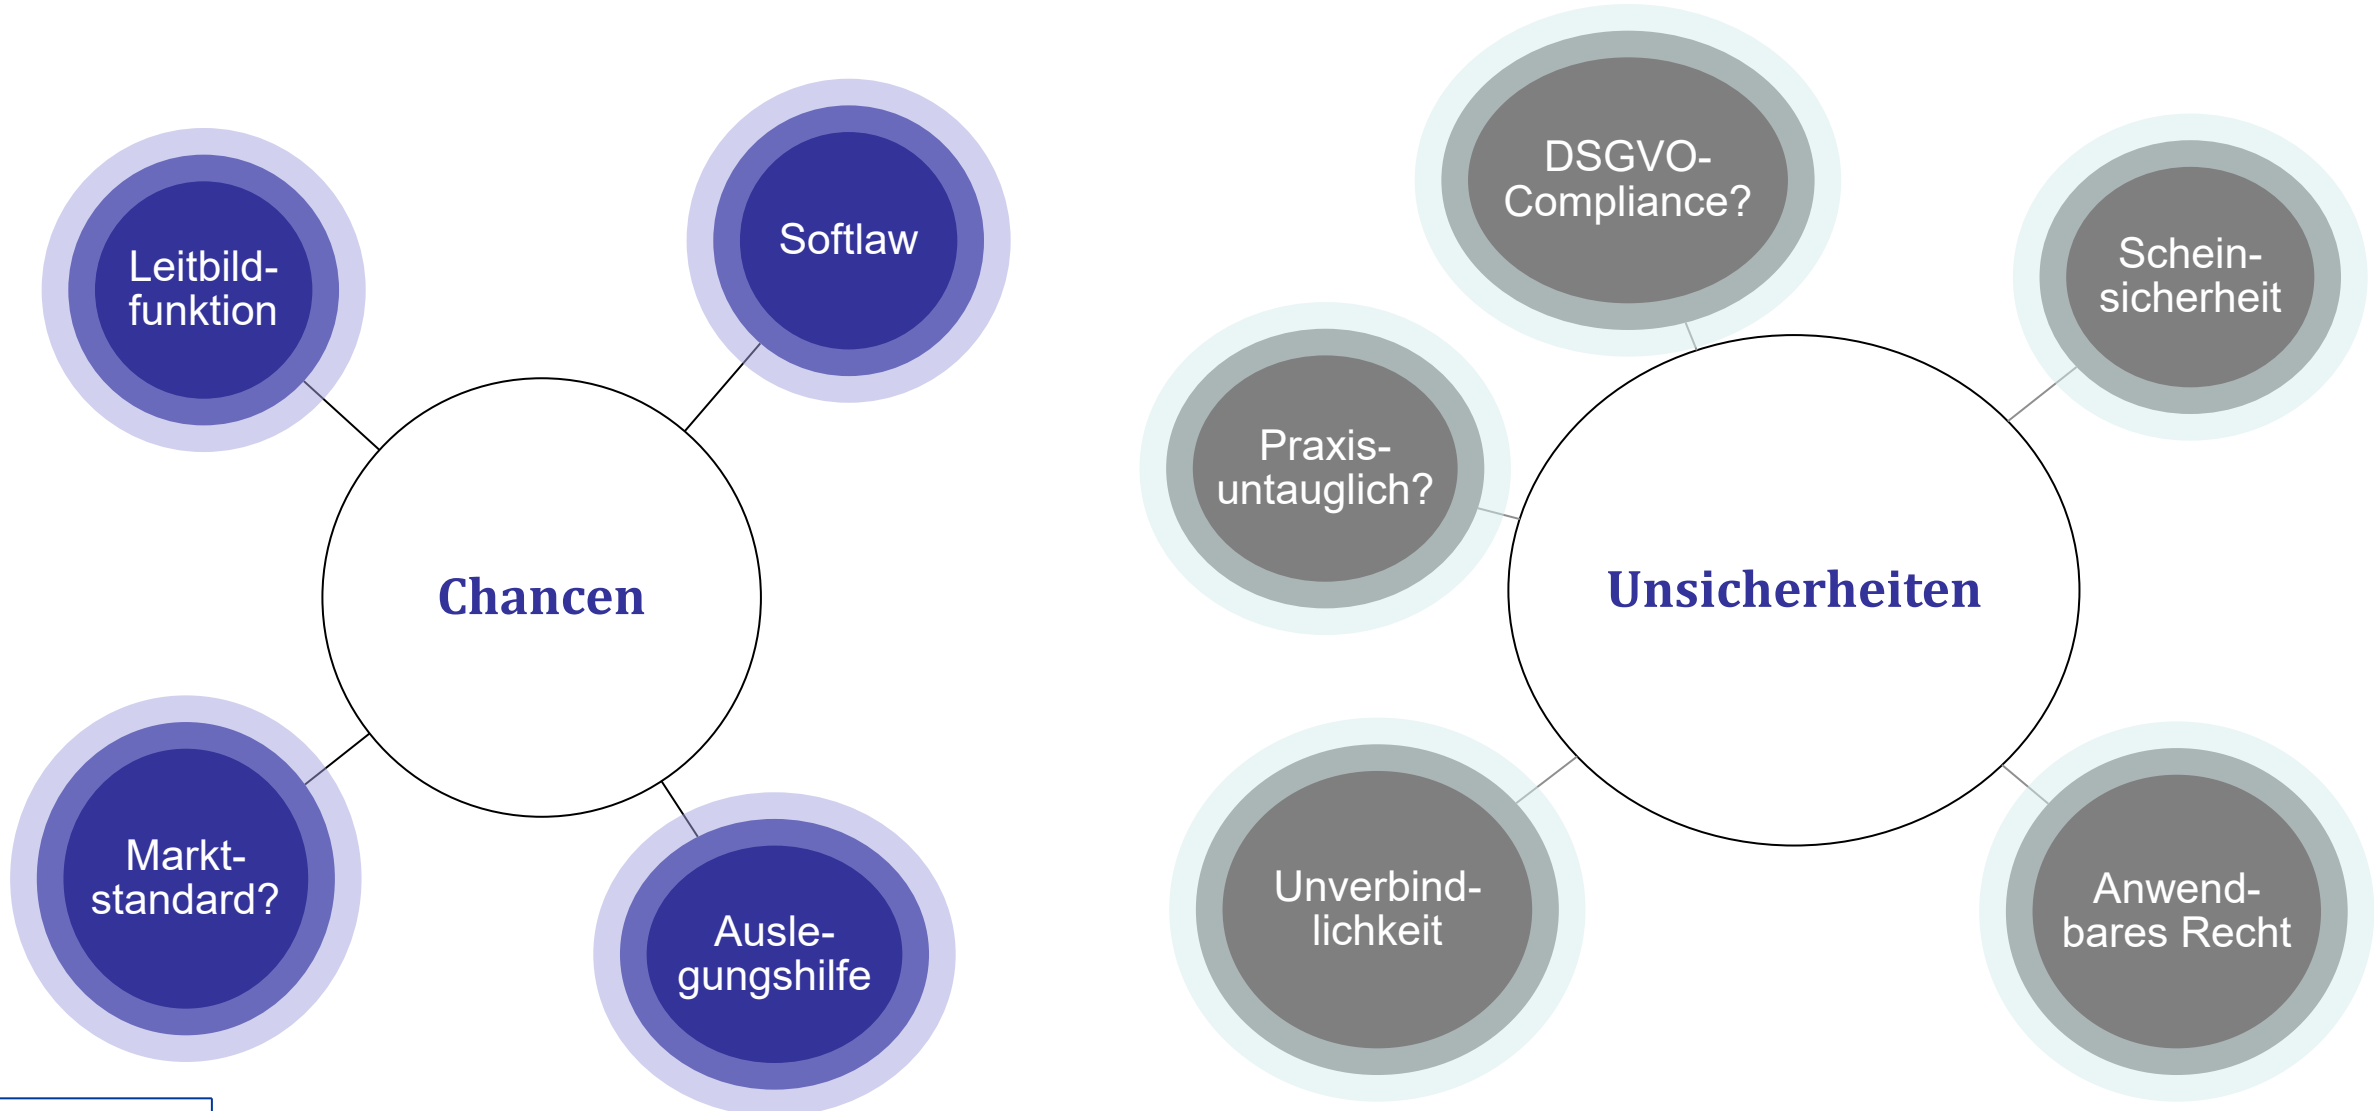 Leitbild-
funktion
Softlaw
Chancen
Markt-
standard?
Ausle-
gungshilfe
DSGVO-
Compliance?
Schein-
sicherheit
Praxis-
untauglich?
Unsicherheiten
Unverbind-
lichkeit
Anwend-
bares Recht